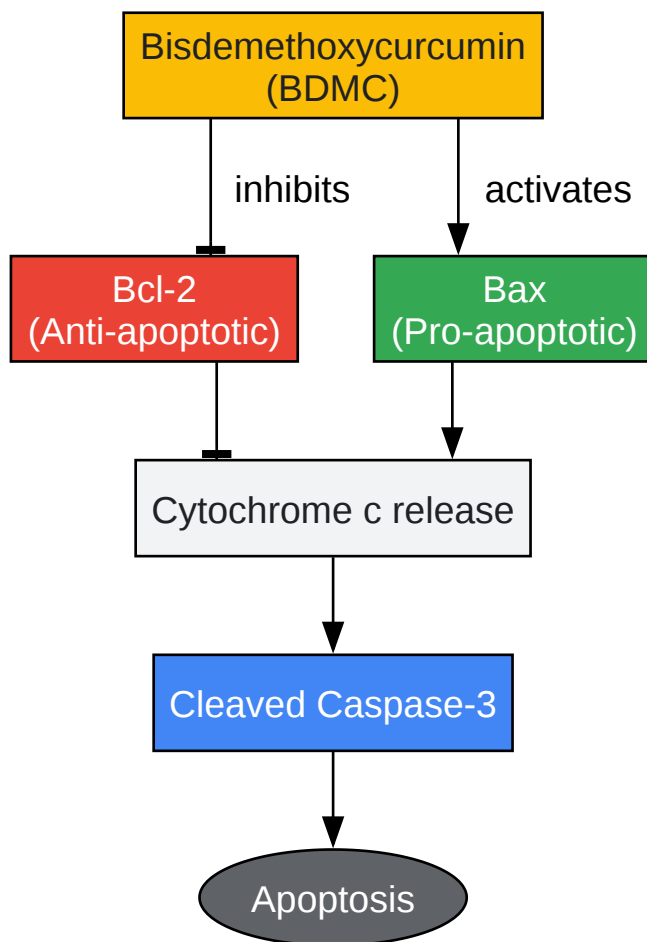 Bisdemethoxycurcumin
(BDMC)
inhibits
activates
Bcl-2
(Anti-apoptotic)
Bax
(Pro-apoptotic)
Cytochrome c release
Cleaved Caspase-3
Apoptosis